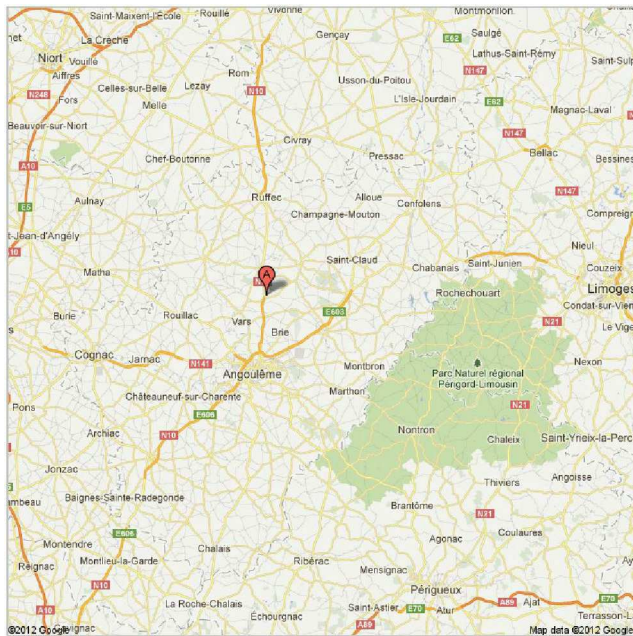 Saint-Maixent-l'École
Rouillé
Vivonne
Montmorillon
La Crèche
Gençay
E62
Saulgé
Vouillé
Niort
Lathus-Saint-Rémy
Aiffres
Rom
N147
Celles-sur-Belle
Lezay
Usson-du-Poitou
N248
Fors
Melle
N10
L'Isle-Jourdain
E62
Magnac-Laval
Beauvoir-sur-Niort
Civray
N147
Chef-Boutonne
Pressac
Bellac
Bessines
A10
Aulnay
Ruffec
Alloue
Confolens
N147
E5
Champagne-Mouton
Compreign
t-Jean-d'Angély
Nieul
Saint-Claud
Saint-Junien
Matha
A
Chabanais
Couzeix
Rochechouart
Limoges
Burie
Rouillac
Vars
E603
Condat-sur-Vien
Brie
N21
Le Vige
Cognac
Jarnac
N141
Montbron
Parc Naturel régional
Périgord-Limousin
Nexon
Angoulême
Marthon
Châteauneuf-sur-Charente
N21
Pons
E606
Nontron
Archiac
N10
Chaleix
Saint-Yrieix-la-Perc
Jonzac
Thiviers
Angoisse
Baignes-Sainte-Radegonde
Brantôme
mbeau
N21
E606
Agonac
Coulaures
Montendre
Chalais
Montlieu-la-Garde
Ribérac
Mensignac
Reignac
N10
Périgueux
La Roche-Chalais
A89
E70
A10
Saint-Astier
E70
Atur
Ajat
Échourgnac
A89
Terrasson-L
©2012 Google
Map data ©2012 Google